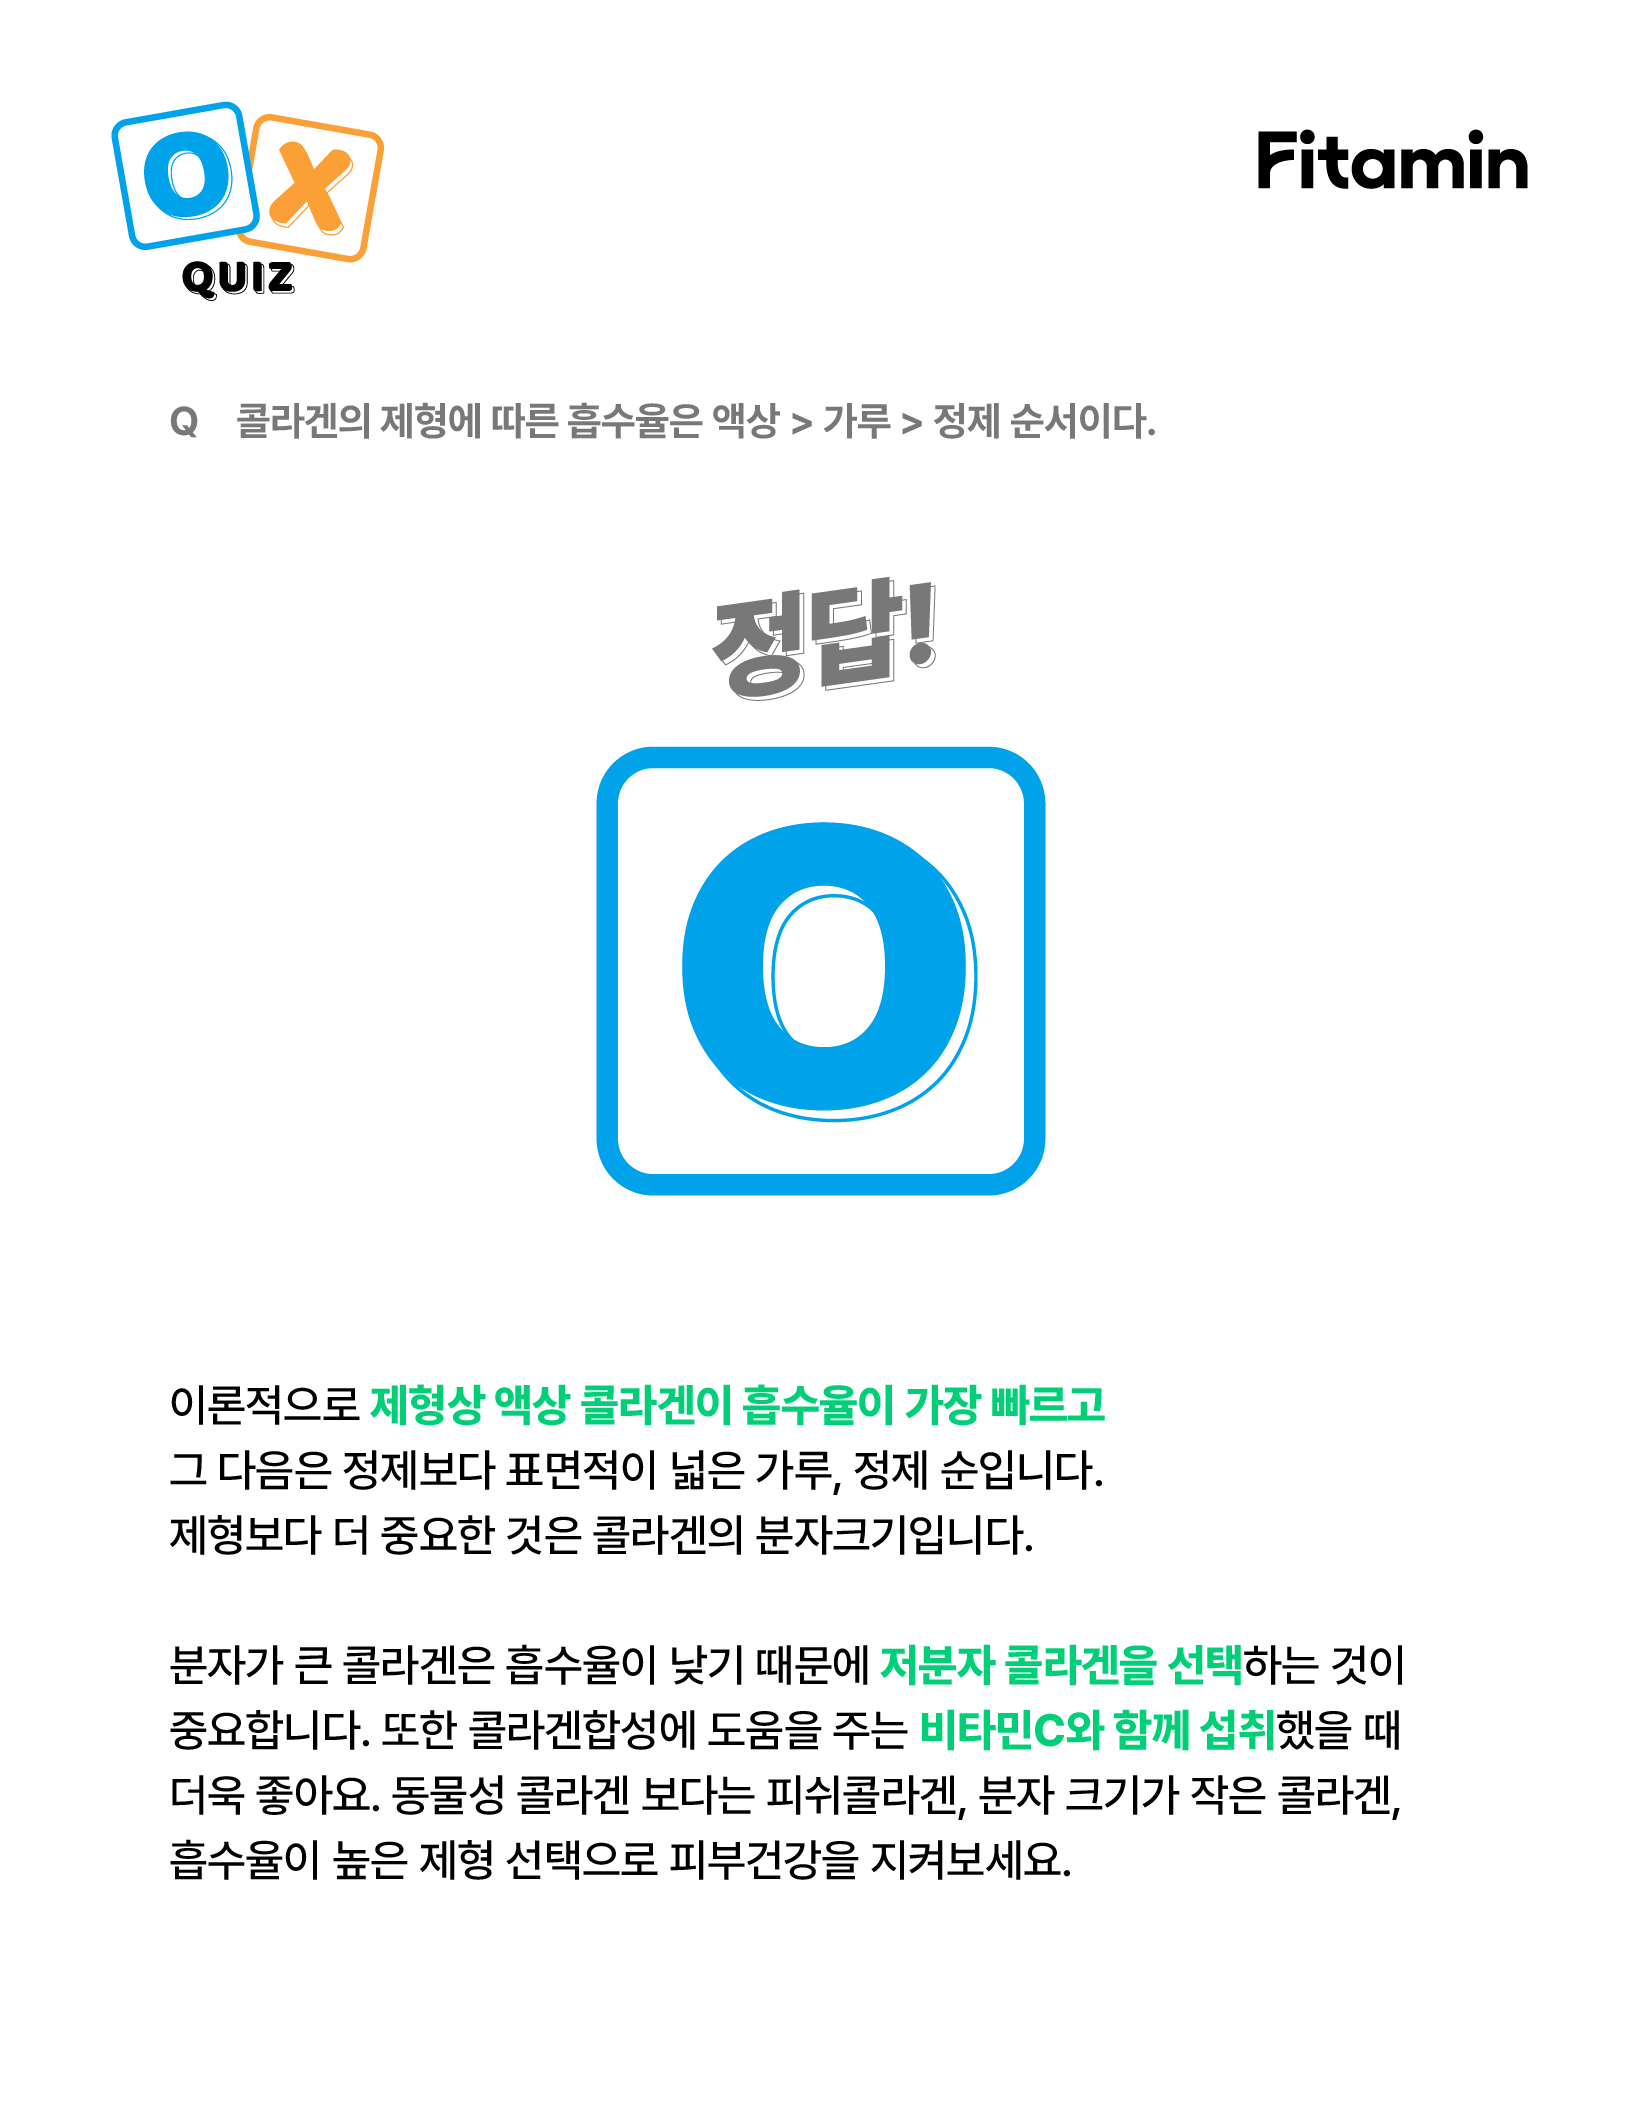 O X
QUIZ
Fitamin
Q 콜라겐의 제형에 따른 흡수율은 액상 > 가루 > 정제 순서이다.
정답!
O
이론적으로 제형상 액상 콜라겐이 흡수율이 가장 빠르고
그 다음은 정제보다 표면적이 넓은 가루, 정제 순입니다.
제형보다 더 중요한 것은 콜라겐의 분자크기입니다.
분자가 큰 콜라겐은 흡수율이 낮기 때문에 저분자 콜라겐을 선택하는 것이
중요합니다. 또한 콜라겐합성에 도움을 주는 비타민C와 함께 섭취했을 때
더욱 좋아요. 동물성 콜라겐 보다는 피쉬콜라겐, 분자 크기가 작은 콜라겐,
흡수율이 높은 제형 선택으로 피부건강을 지켜보세요.